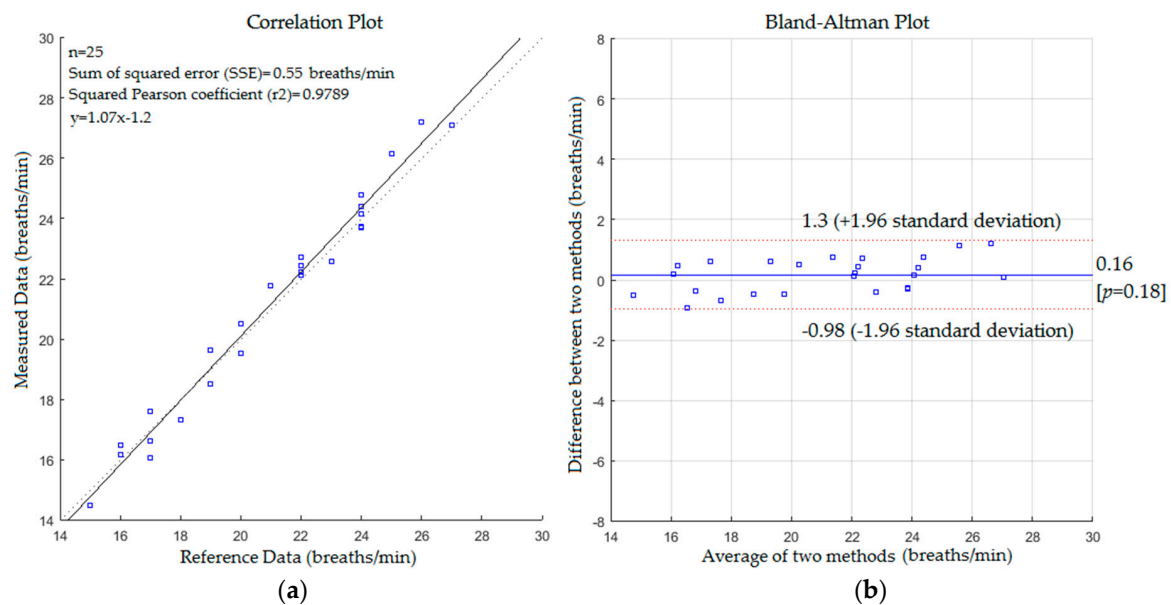 Correlation Plot
n=25
Sum of squared error (SSE)=0.55 breaths/min
Squared Pearson coefficient (r2)=0.9789
y=1.07x-1.2
Measured Data (breaths/min)
30
28
26
24
22
20
18
16
14
14 16 18 20 22 24 26 28 30
Reference Data (breaths/min)
(a)
Bland-Altman Plot
Difference between two methods (breaths/min)
8
6
4
2
0
-2
-4
-6
-8
1.3 (+1.96 standard deviation)
0.16
[p=0.18]
-0.98 (-1.96 standard deviation)
14 16 18 20 22 24 26 28 30
Average of two methods (breaths/min)
(b)